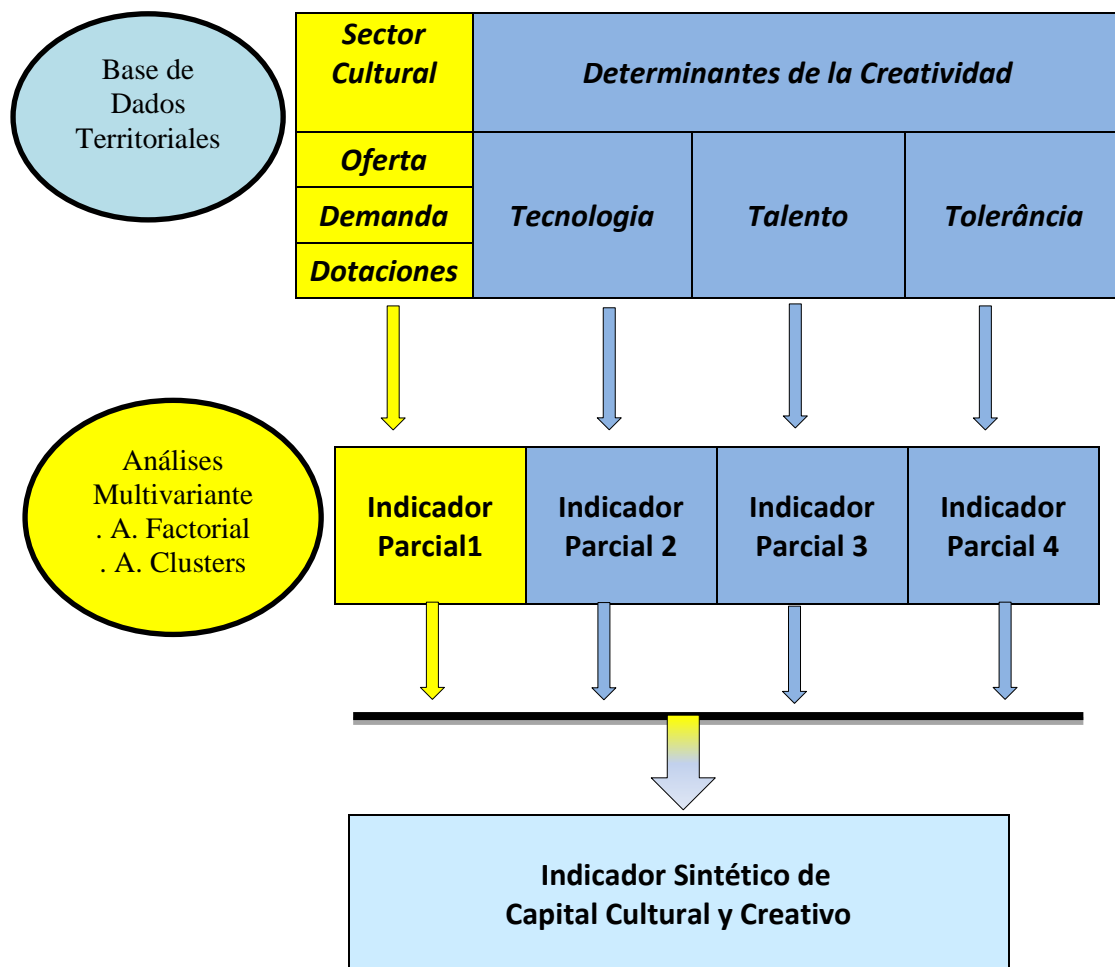 Base de
Dados
Territoriales
Sector
Cultural
Determinantes de la Creatividad
Oferta
Demanda
Dotaciones
Tecnologia
Talento
Tolerância
Análises
Multivariante
. A. Factorial
. A. Clusters
Indicador
Parcial1
Indicador
Parcial 2
Indicador
Parcial 3
Indicador
Parcial 4
Indicador Sintético de
Capital Cultural y Creativo